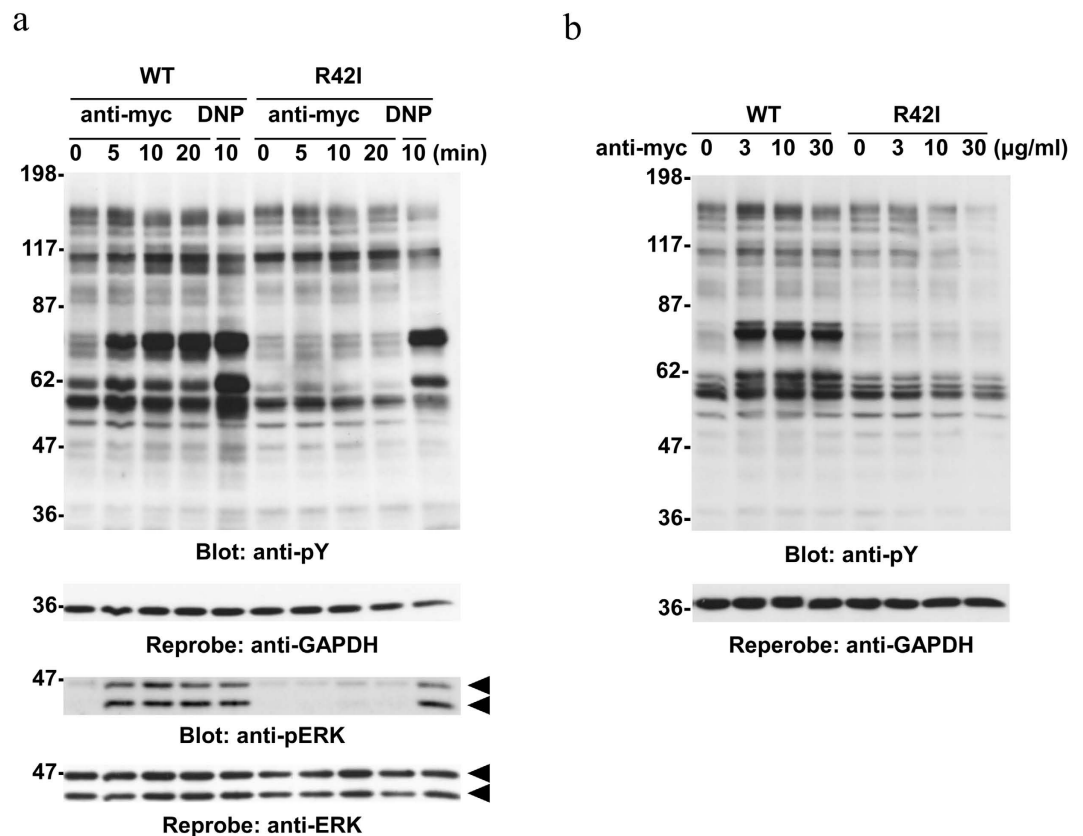 a
WT R42I
anti-myc DNP anti-myc DNP
0 5 10 20 10 0 5 10 20 10 (min)
198-
117-
87-
62-
47-
36-
Blot: anti-pY
36-
Reprobe: anti-GAPDH
47-
Blot: anti-pERK
47-
Reprobe: anti-ERK
b
WT R42I
anti-myc 0 3 10 30 0 3 10 30 (μg/ml)
198-
117-
87-
62-
47-
36-
Blot: anti-pY
36-
Reperobe: anti-GAPDH